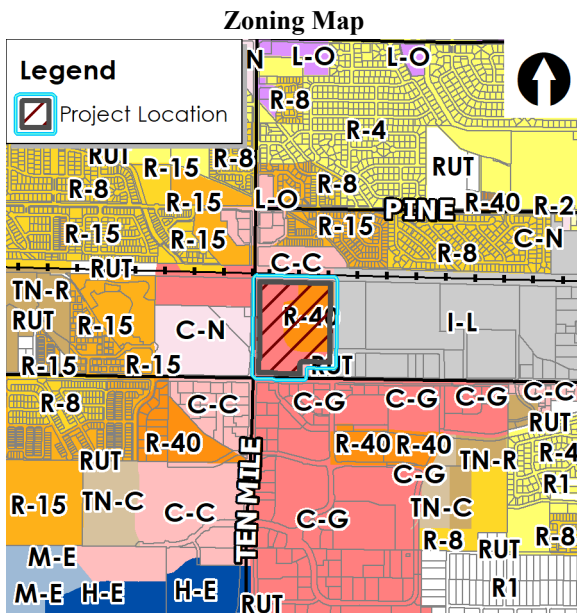 Zoning Map
Legend
Project Location
N L-O L-O
R-8
R-4
RUT R-15 R-8 RUT
R-8 R-15 L-O R-8 PINE R-40 R-2
R-15 R-15 R-15 R-8 C-N
RUT C-C
TN-R
RUT R-15 C-N R-40 I-L
R-15 R-15 RUT
R-8 C-C C-G C-G C-G C-C
RUT
R-40 R-40 R-40 R-4
RUT C-G TN-R
R1
R-15 TN-C C-C TEN MILE C-G TN-C
R-8 RUT R-8
M-E
M-E H-E H-E R1
RUT